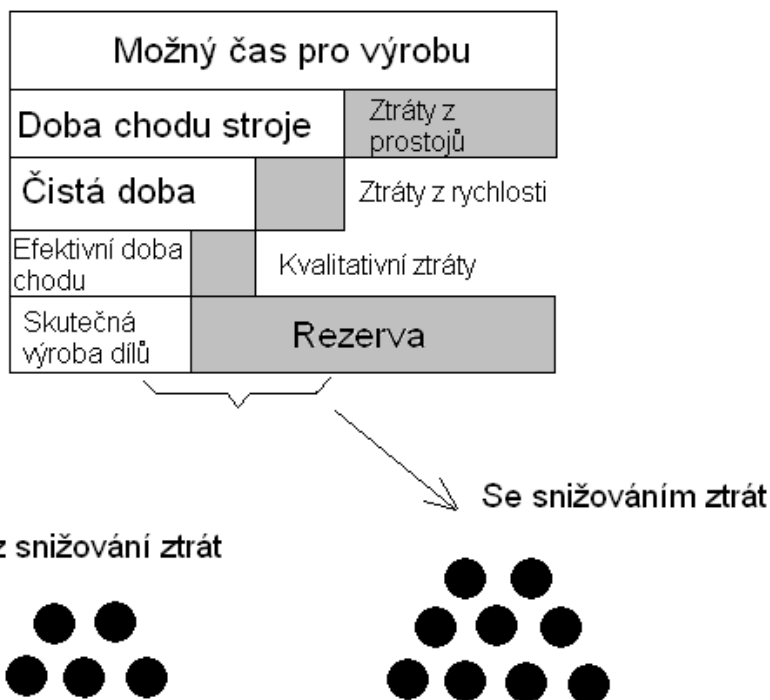 Možný čas pro výrobu
Doba chodu stroje
Ztráty z
prostojů
Čistá doba
Ztráty z rychlosti
Efektivní doba
chodu
Kvalitativní ztráty
Skutečná
výroba dílů
Rezerva
Se snižováním ztrát
z snižování ztrát